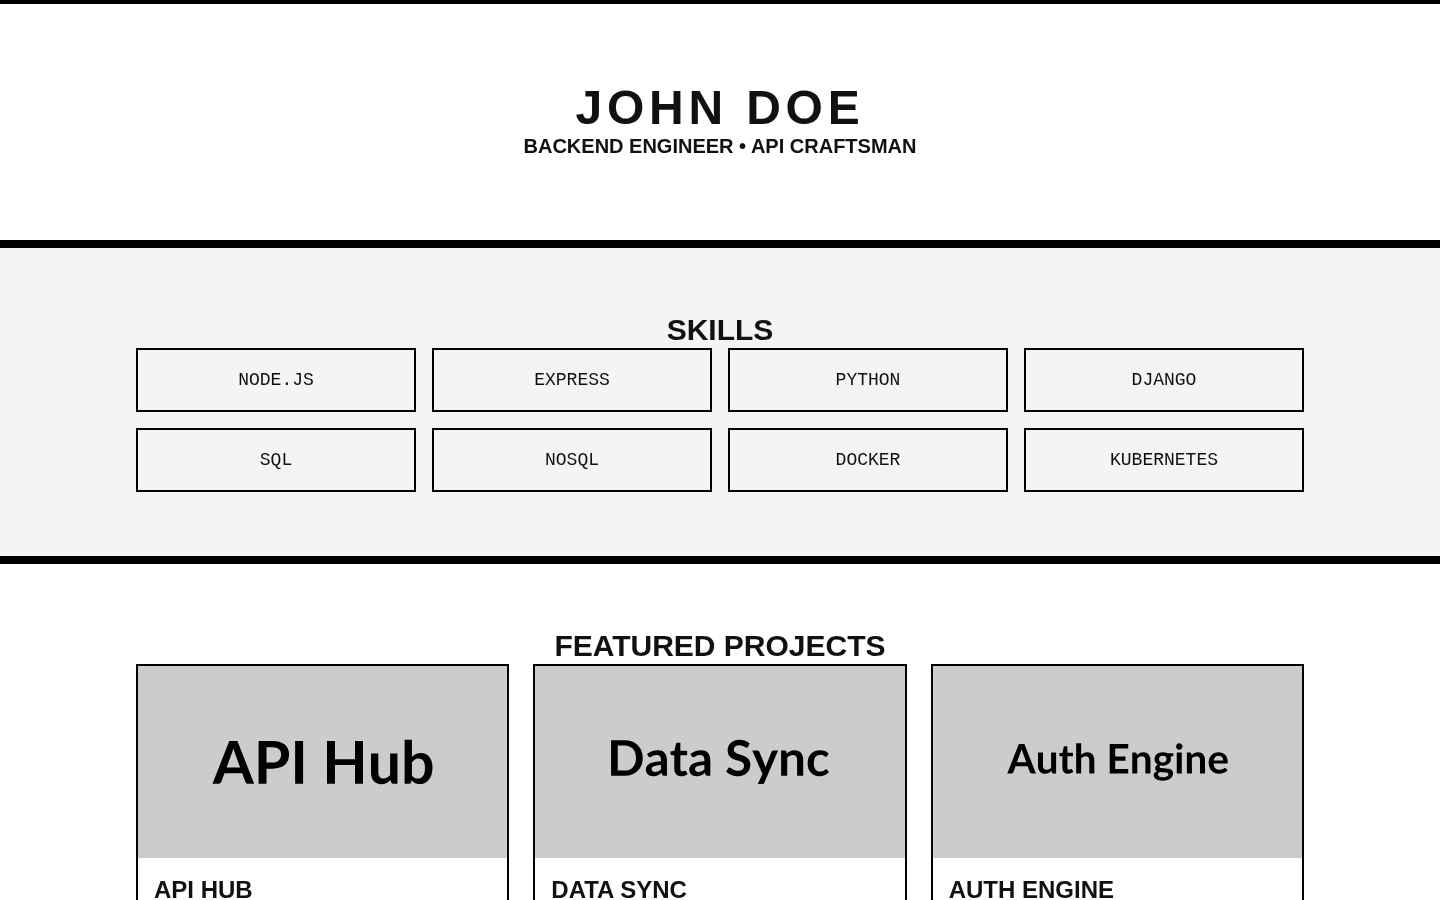 JOHN DOE
BACKEND ENGINEER • API CRAFTSMAN
SKILLS
NODE.JS EXPRESS PYTHON DJANGO
SQL NOSQL DOCKER KUBERNETES
FEATURED PROJECTS
API Hub Data Sync Auth Engine
API HUB DATA SYNC AUTH ENGINE